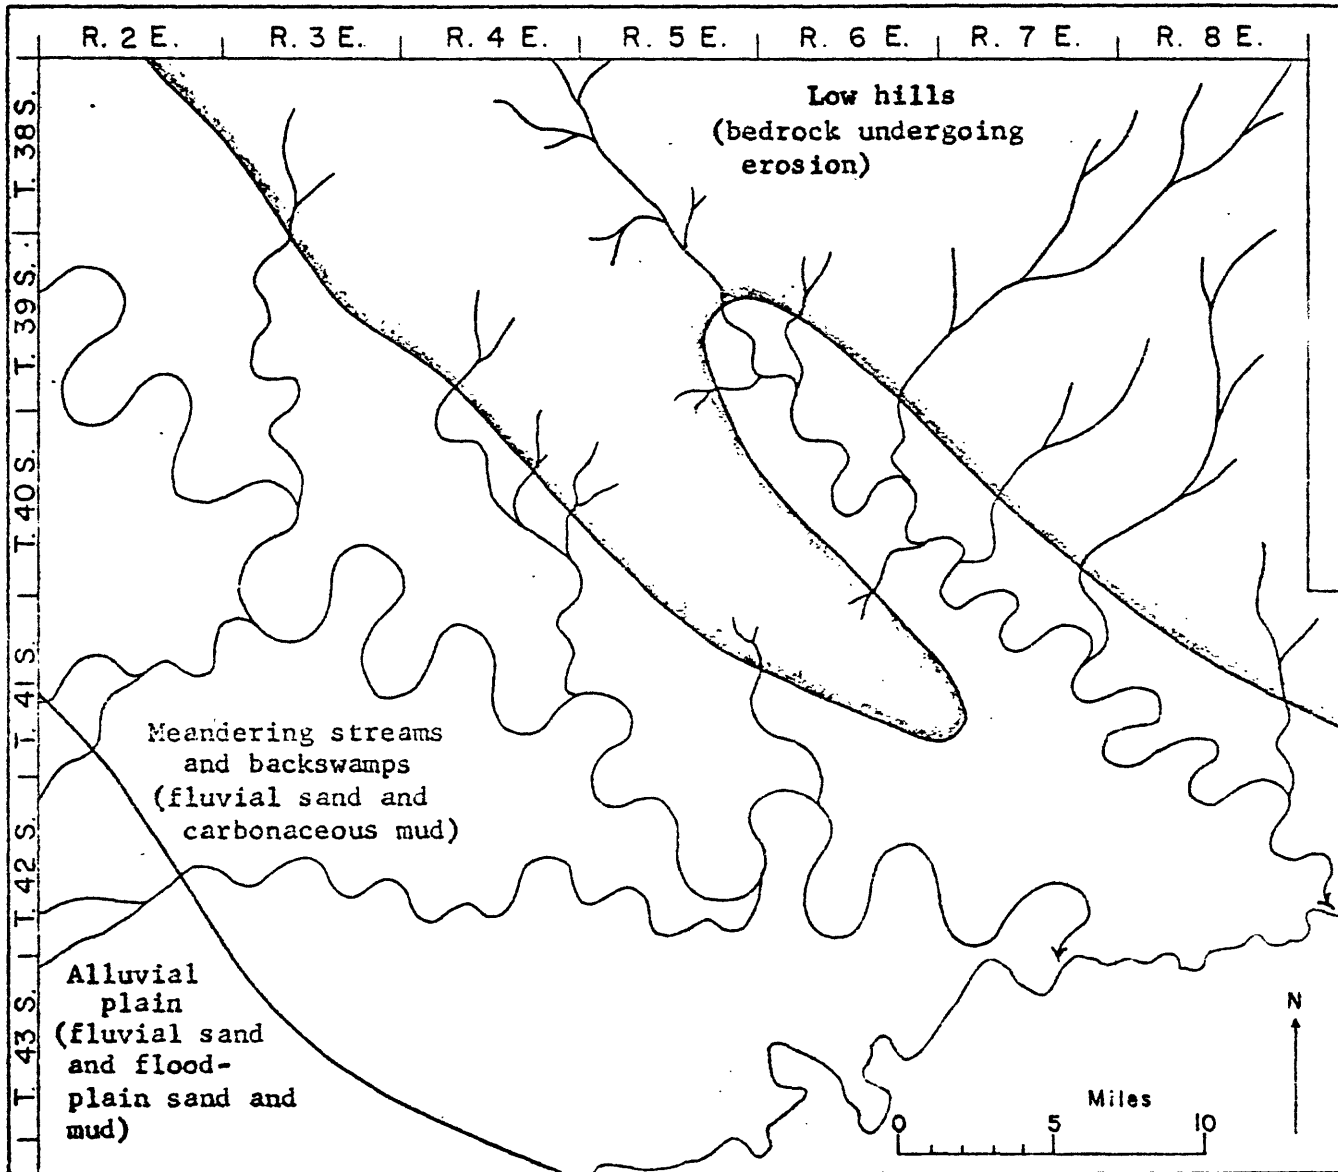 R. 2 E. R. 3 E. R. 4 E. R. 5 E. R. 6 E. R. 7 E. R. 8 E.
T. 38 S.
T. 39 S.
T. 40 S.
T. 41 S.
T. 42 S.
T. 43 S.
Low hills
(bedrock undergoing
erosion)
Meandering streams
and backswamps
(fluvial sand and
carbonaceous mud)
Alluvial
plain
(fluvial sand
and flood-
plain sand and
mud)
N
Miles
0 5 10